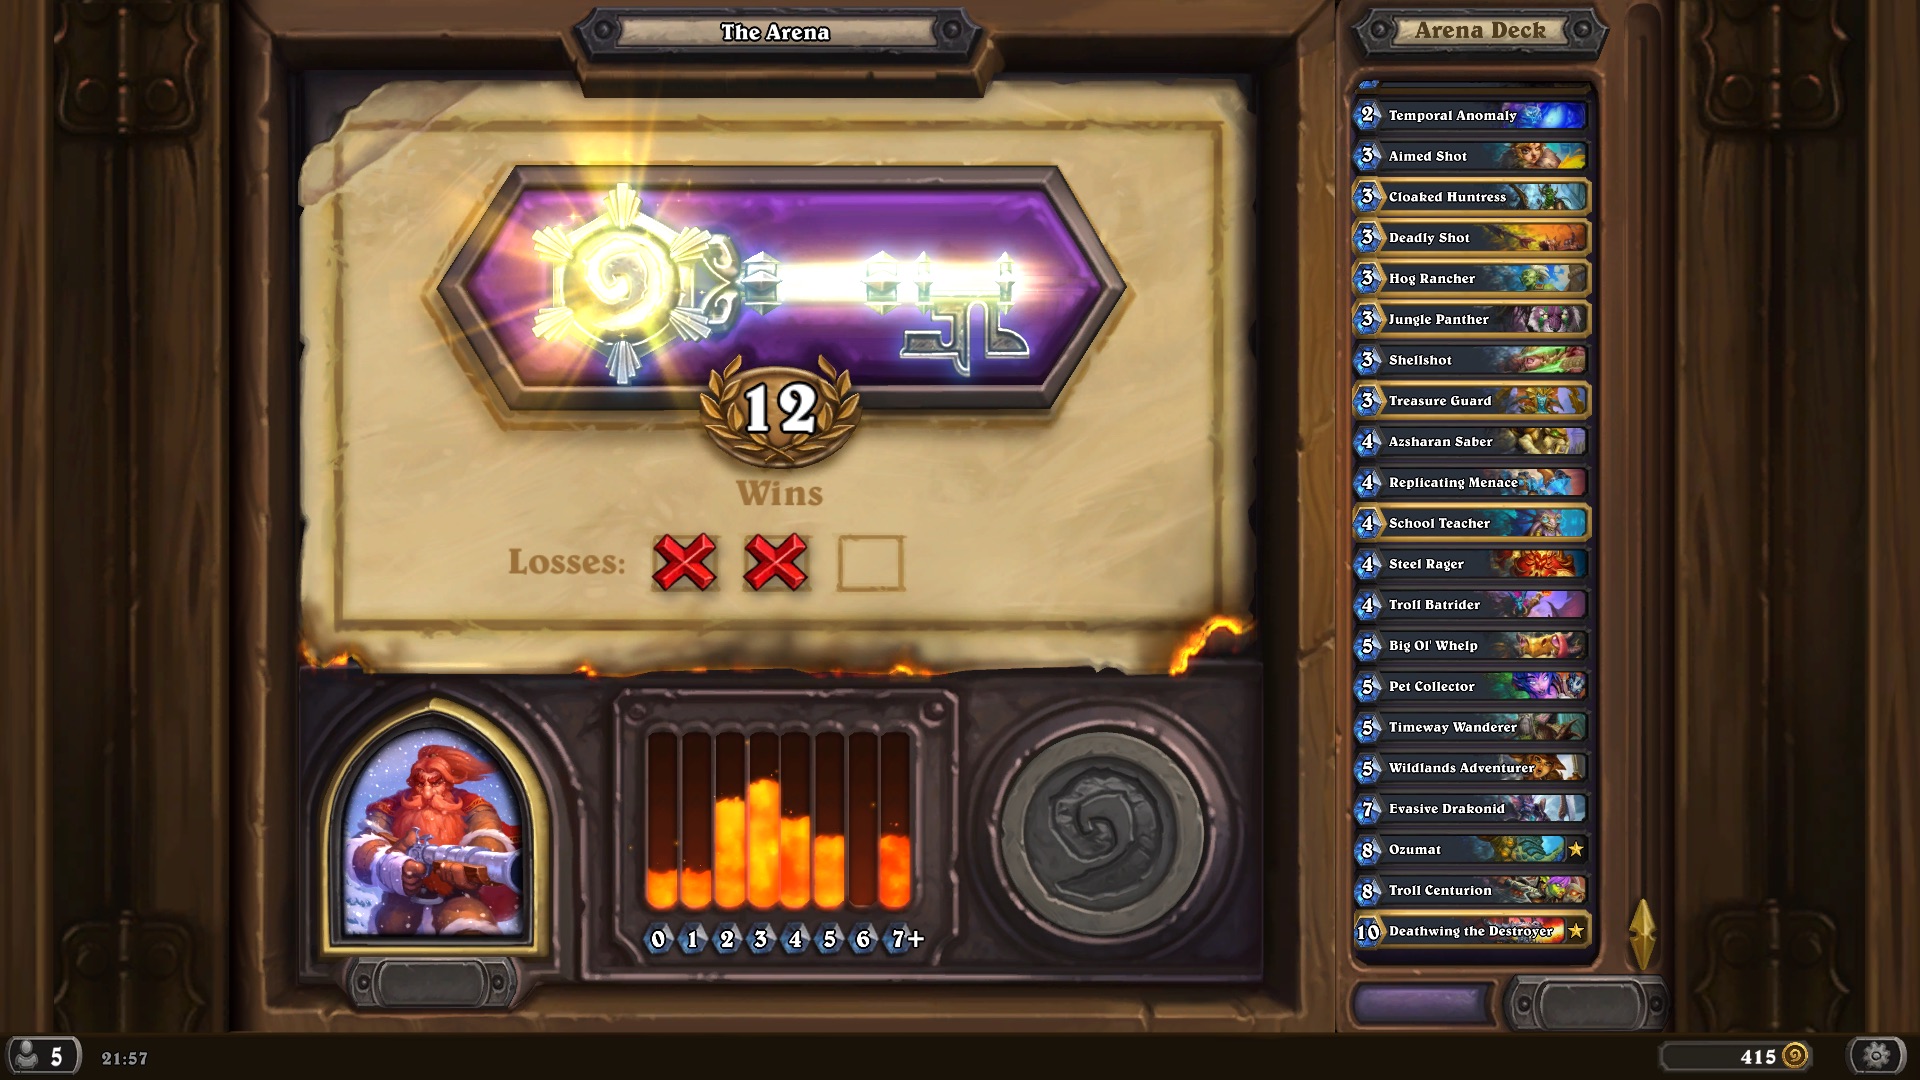 The Arena
12
Wins
Losses:
0 1 2 3 4 5 6 7+
Arena Deck
2 Temporal Anomaly
3 Aimed Shot
3 Cloaked Huntress
3 Deadly Shot
3 Hog Rancher
3 Jungle Panther
3 Shellshot
3 Treasure Guard
4 Azsharan Saber
4 Replicating Menace
4 School Teacher
4 Steel Rager
4 Troll Batrider
5 Big Ol' Whelp
5 Pet Collector
5 Timeway Wanderer
5 Wildlands Adventurer
7 Evasive Drakonid
8 Ozumat
8 Troll Centurion
10 Deathwing the Destroyer
5
21:57
415